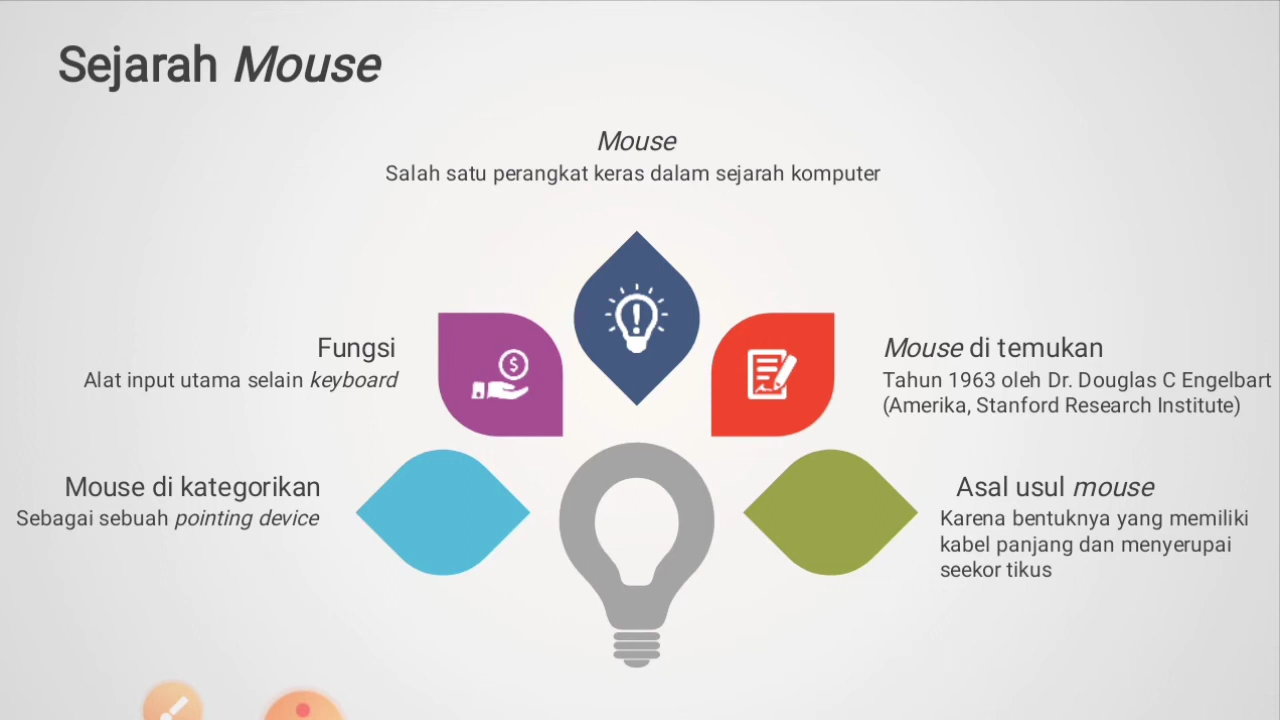 Sejarah Mouse
Mouse
Salah satu perangkat keras dalam sejarah komputer
Fungsi
Alat input utama selain keyboard
Mouse di temukan
Tahun 1963 oleh Dr. Douglas C Engelbart
(Amerika, Stanford Research Institute)
Mouse di kategorikan
Sebagai sebuah pointing device
Asal usul mouse
Karena bentuknya yang memiliki
kabel panjang dan menyerupai
seekor tikus